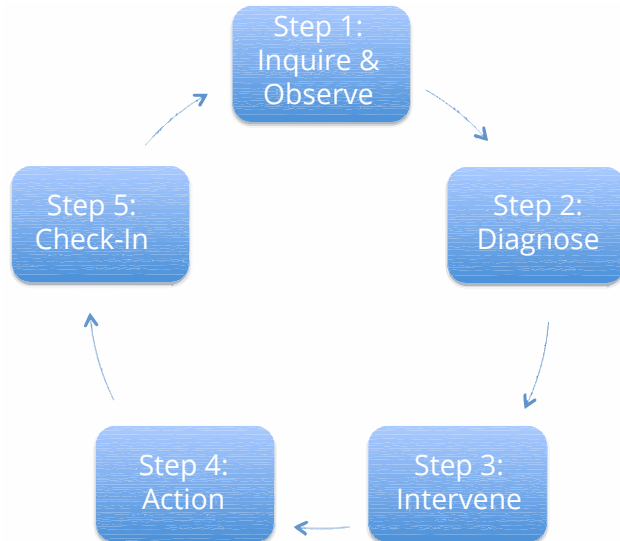 Step 1:
Inquire &
Observe
Step 2:
Diagnose
Step 3:
Intervene
Step 4:
Action
Step 5:
Check-In